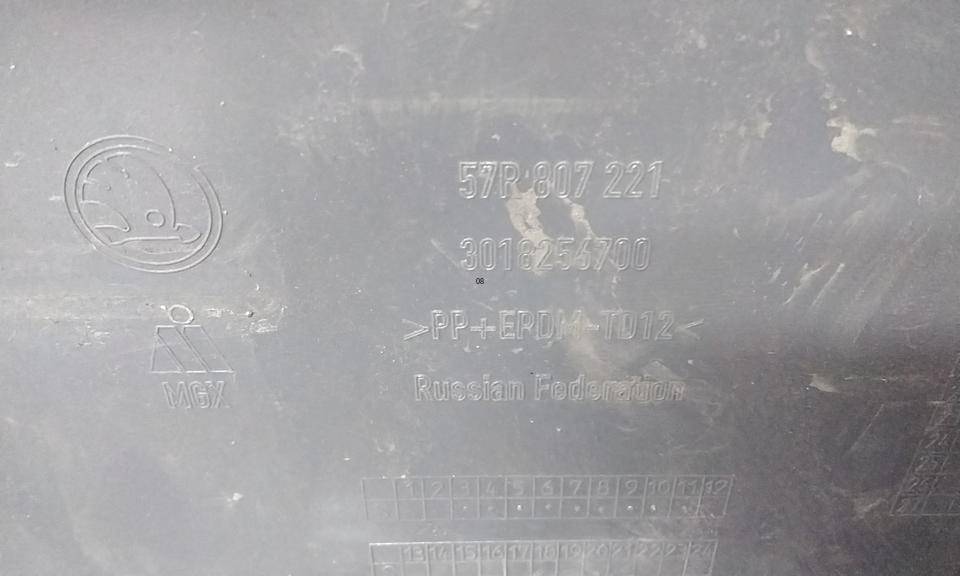 57R 807 221
3018256700
08
>PP+EPDM-TD12<
Russian Federation
MGX
1 2 3 4 5 6 7 8 9 10 11 12
13 14 15 16 17 18 19 20 21 22 23 24